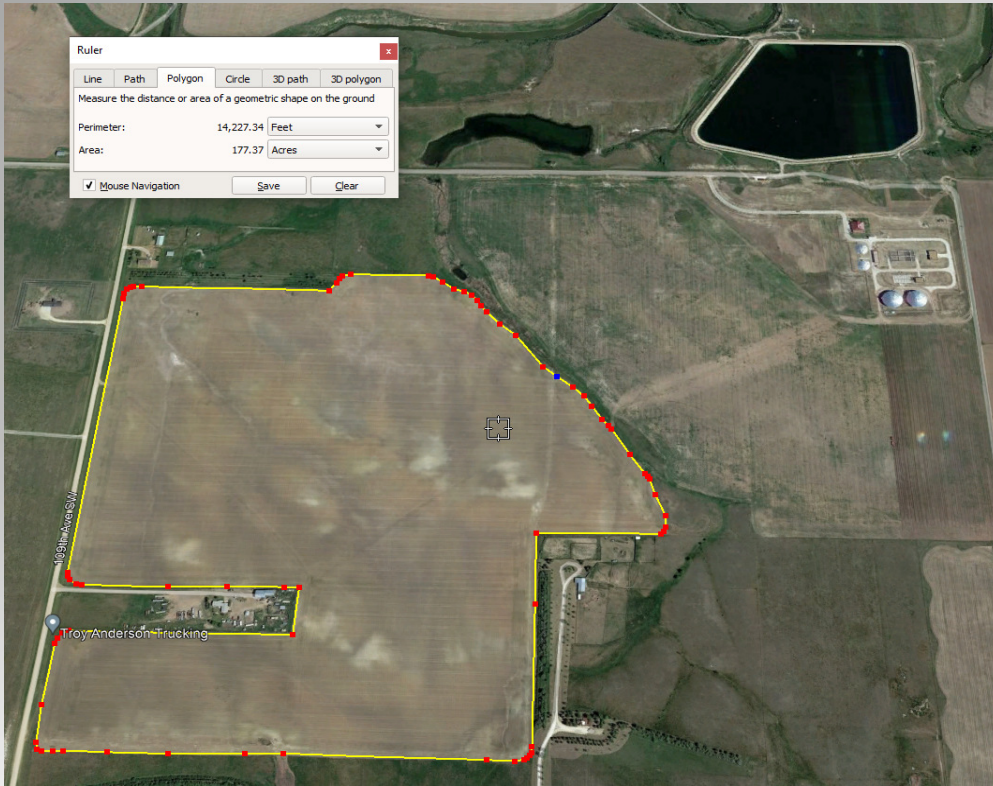 Ruler
x
Line Path Polygon Circle 3D path 3D polygon
Measure the distance or area of a geometric shape on the ground
Perimeter: 14,227.34 Feet
Area: 177.37 Acres
Mouse Navigation Save Clear
109th Ave SW
Troy Anderson Trucking